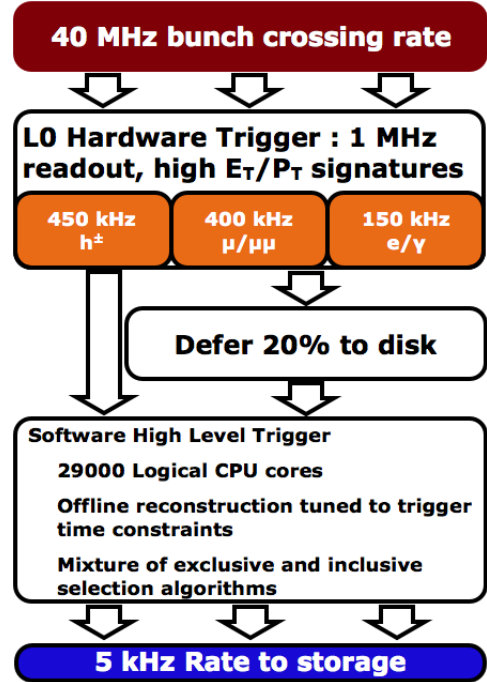 40 MHz bunch crossing rate
L0 Hardware Trigger : 1 MHz
readout, high E_T/P_T signatures
450 kHz
h±
400 kHz
μ/μμ
150 kHz
e/γ
Defer 20% to disk
Software High Level Trigger
29000 Logical CPU cores
Offline reconstruction tuned to trigger
time constraints
Mixture of exclusive and inclusive
selection algorithms
5 kHz Rate to storage